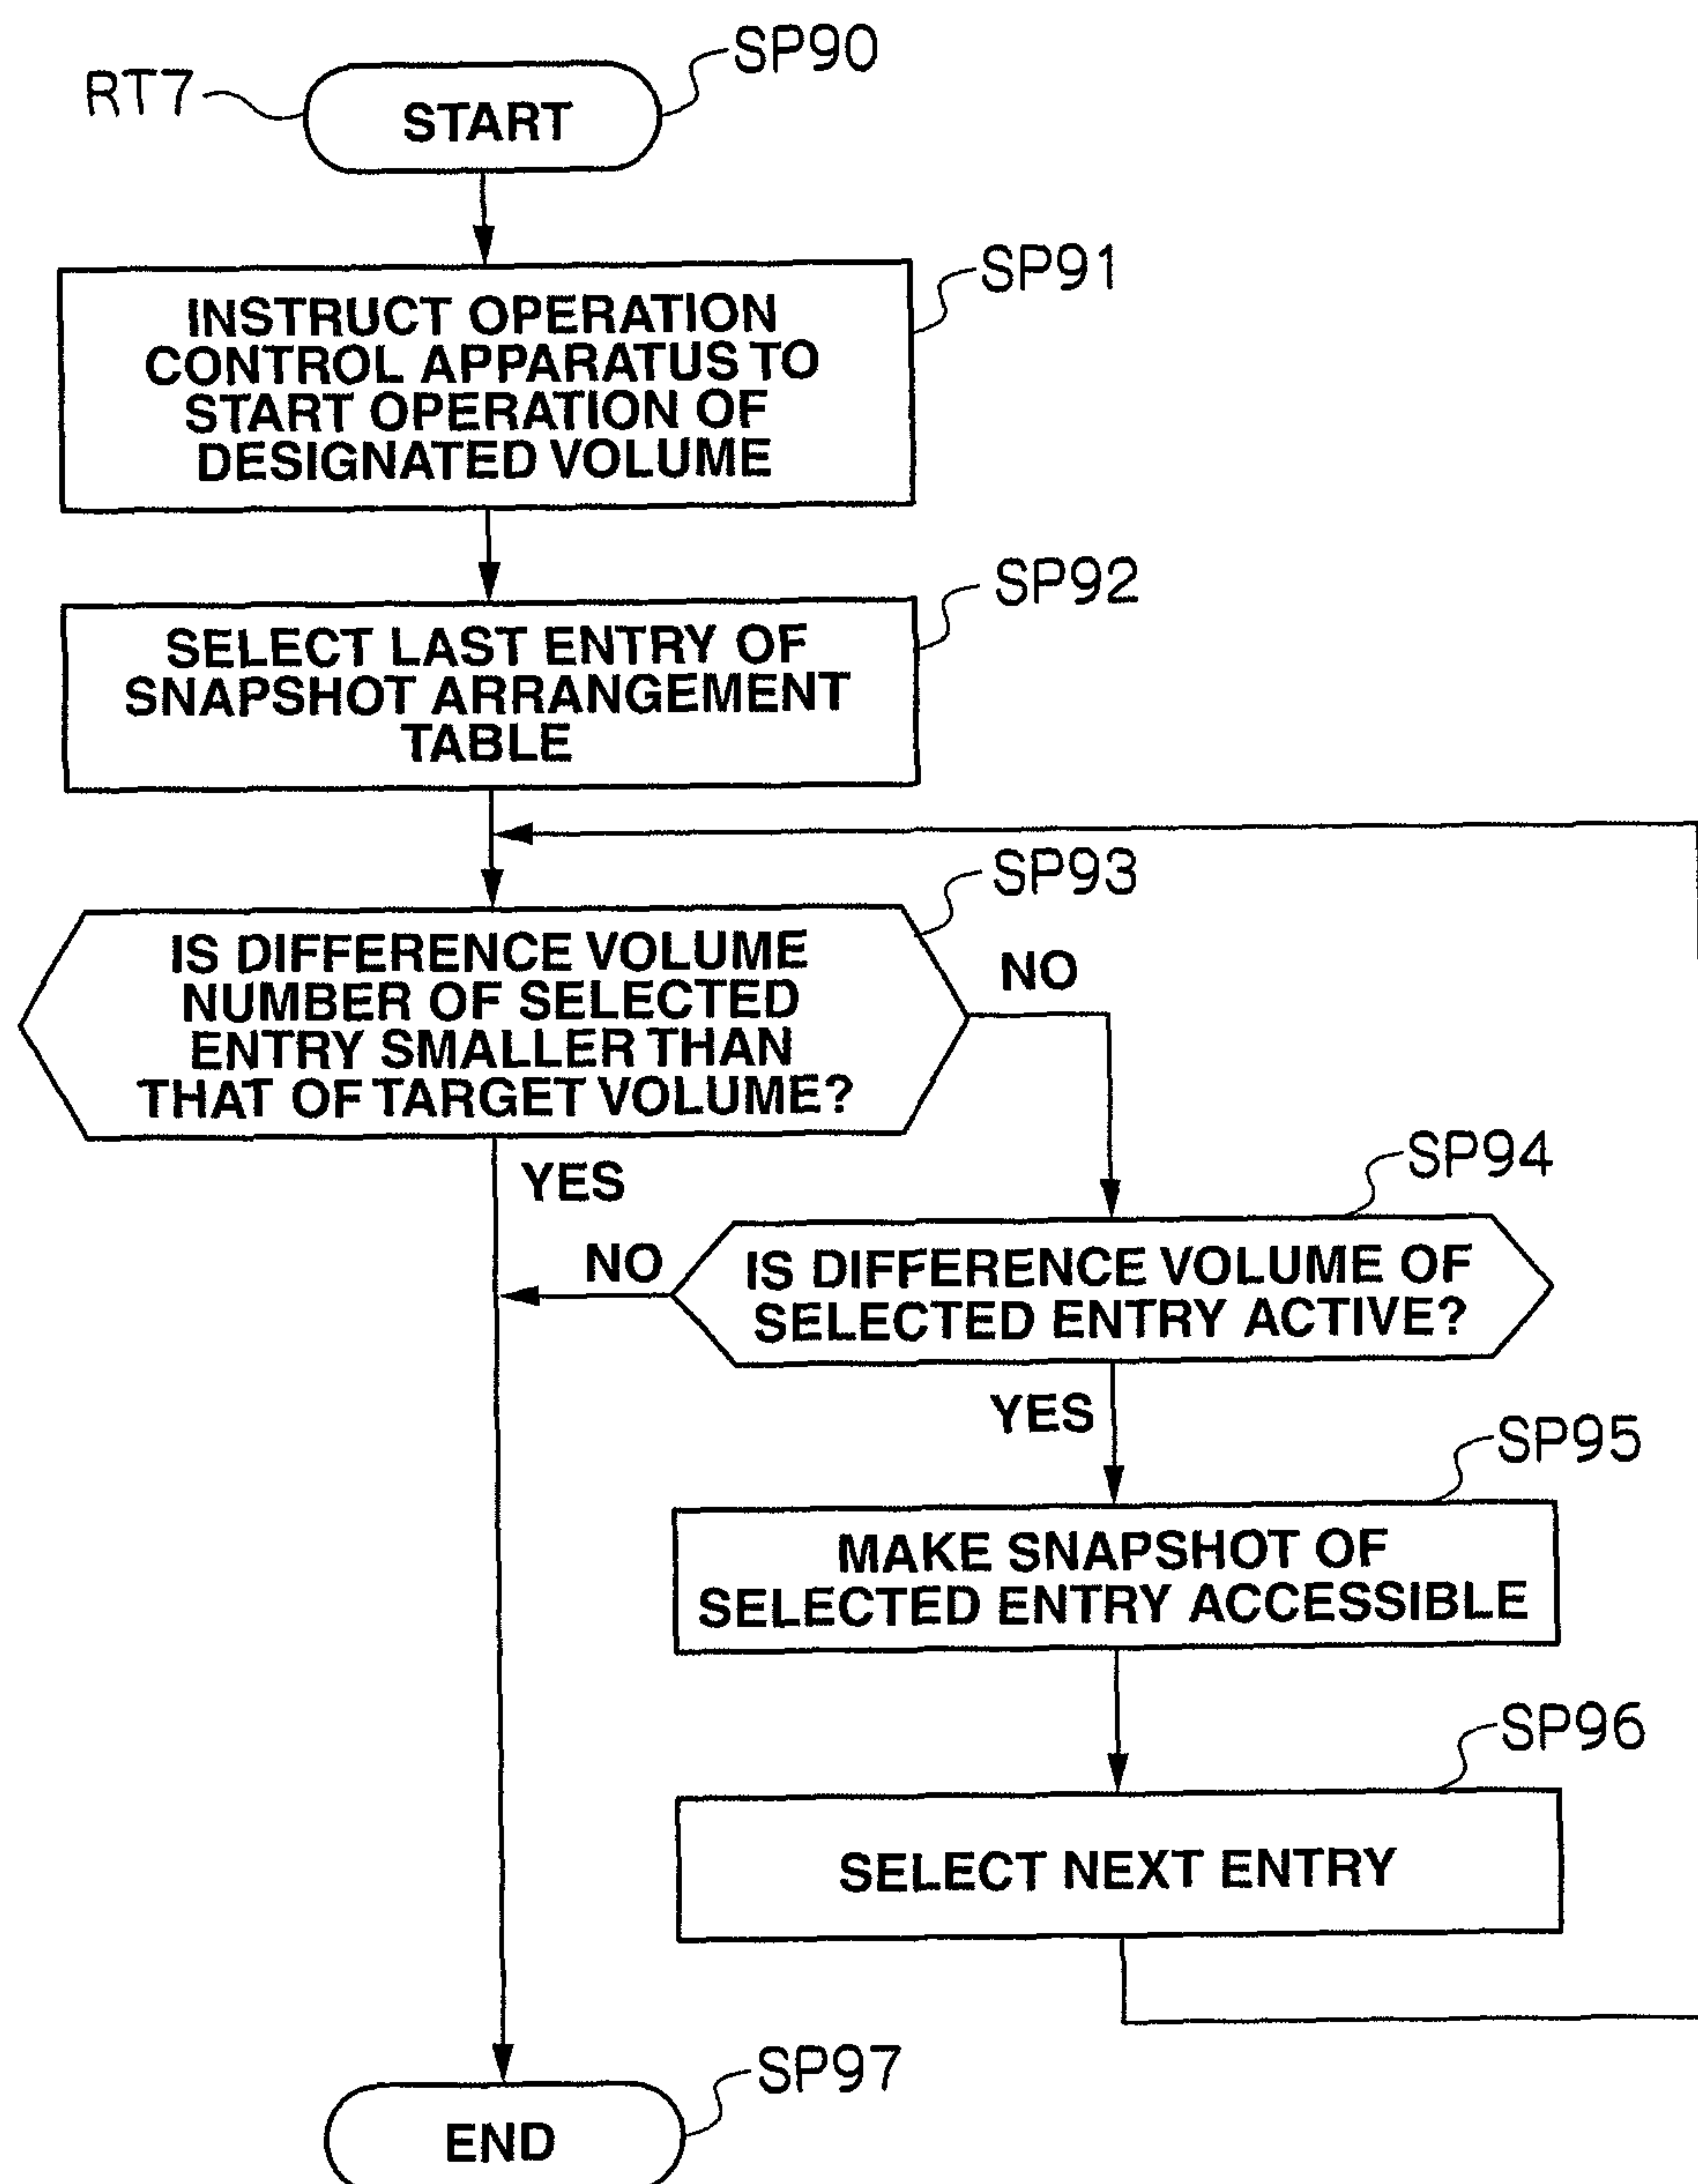 RT7
SP90
START
SP91
INSTRUCT OPERATION
CONTROL APPARATUS TO
START OPERATION OF
DESIGNATED VOLUME
SP92
SELECT LAST ENTRY OF
SNAPSHOT ARRANGEMENT
TABLE
SP93
IS DIFFERENCE VOLUME
NUMBER OF SELECTED
ENTRY SMALLER THAN
THAT OF TARGET VOLUME?
NO
YES
SP94
NO
IS DIFFERENCE VOLUME OF
SELECTED ENTRY ACTIVE?
YES
SP95
MAKE SNAPSHOT OF
SELECTED ENTRY ACCESSIBLE
SP96
SELECT NEXT ENTRY
SP97
END